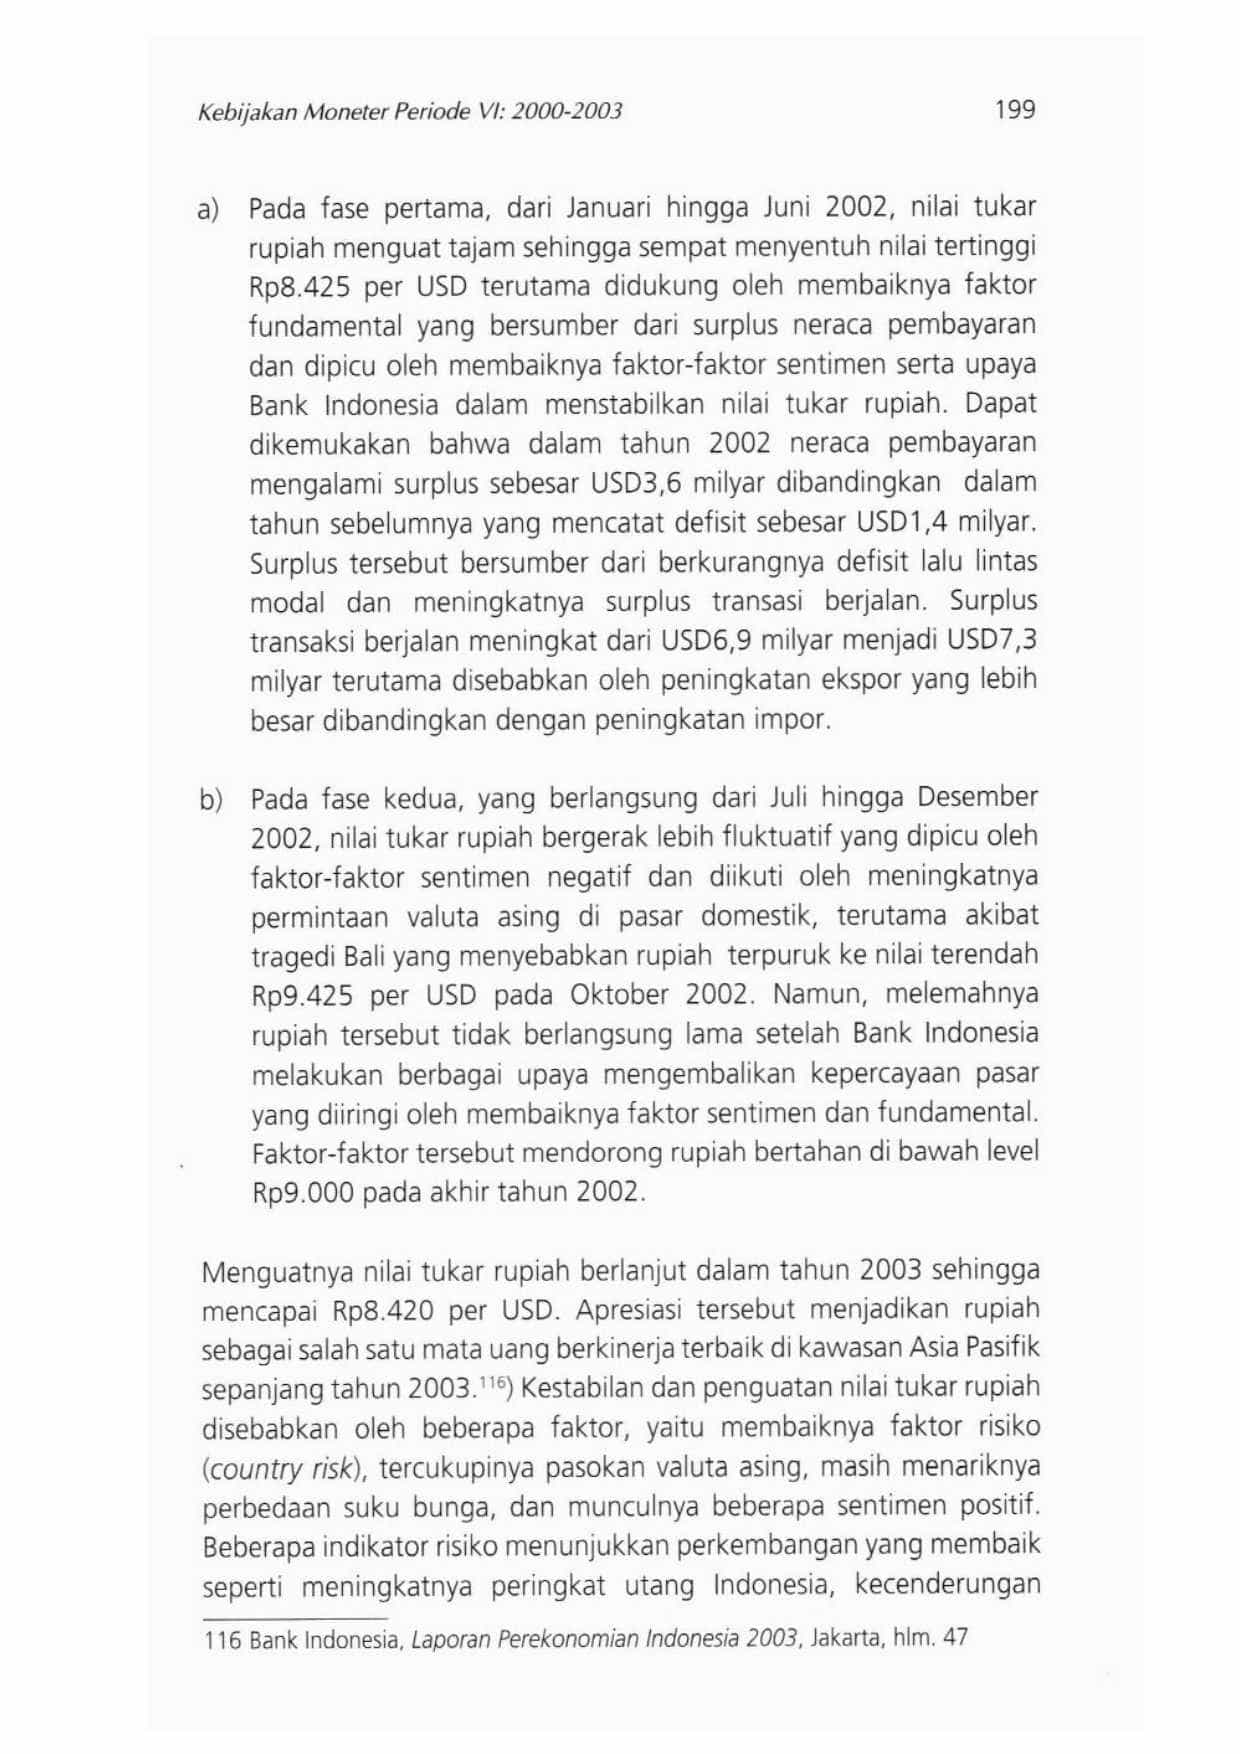 Kebijakan Moneter Periode VI: 2000-2003 199
a) Pada fase pertama, dari Januari hingga Juni 2002, nilai tukar
rupiah menguat tajam sehingga sempat menyentuh nilai tertinggi
Rp8.425 per USD terutama didukung oleh membaiknya faktor
fundamental yang bersumber dari surplus neraca pembayaran
dan dipicu oleh membaiknya faktor-faktor sentimen serta upaya
Bank Indonesia dalam menstabilkan nilai tukar rupiah. Dapat
dikemukakan bahwa dalam tahun 2002 neraca pembayaran
mengalami surplus sebesar USD3,6 milyar dibandingkan dalam
tahun sebelumnya yang mencatat defisit sebesar USD1,4 milyar.
Surplus tersebut bersumber dari berkurangnya defisit lalu lintas
modal dan meningkatnya surplus transasi berjalan. Surplus
transaksi berjalan meningkat dari USD6,9 milyar menjadi USD7,3
milyar terutama disebabkan oleh peningkatan ekspor yang lebih
besar dibandingkan dengan peningkatan impor.
b) Pada fase kedua, yang berlangsung dari Juli hingga Desember
2002, nilai tukar rupiah bergerak lebih fluktuatif yang dipicu oleh
faktor-faktor sentimen negatif dan diikuti oleh meningkatnya
permintaan valuta asing di pasar domestik, terutama akibat
tragedi Bali yang menyebabkan rupiah terpuruk ke nilai terendah
Rp9.425 per USD pada Oktober 2002. Namun, melemahnya
rupiah tersebut tidak berlangsung lama setelah Bank Indonesia
melakukan berbagai upaya mengembalikan kepercayaan pasar
yang diiringi oleh membaiknya faktor sentimen dan fundamental.
Faktor-faktor tersebut mendorong rupiah bertahan di bawah level
Rp9.000 pada akhir tahun 2002.
Menguatnya nilai tukar rupiah berlanjut dalam tahun 2003 sehingga
mencapai Rp8.420 per USD. Apresiasi tersebut menjadikan rupiah
sebagai salah satu mata uang berkinerja terbaik di kawasan Asia Pasifik
sepanjang tahun 2003.¹¹⁶) Kestabilan dan penguatan nilai tukar rupiah
disebabkan oleh beberapa faktor, yaitu membaiknya faktor risiko
(country risk), tercukupinya pasokan valuta asing, masih menariknya
perbedaan suku bunga, dan munculnya beberapa sentimen positif.
Beberapa indikator risiko menunjukkan perkembangan yang membaik
seperti meningkatnya peringkat utang Indonesia, kecenderungan
116 Bank Indonesia, Laporan Perekonomian Indonesia 2003, Jakarta, hlm. 47